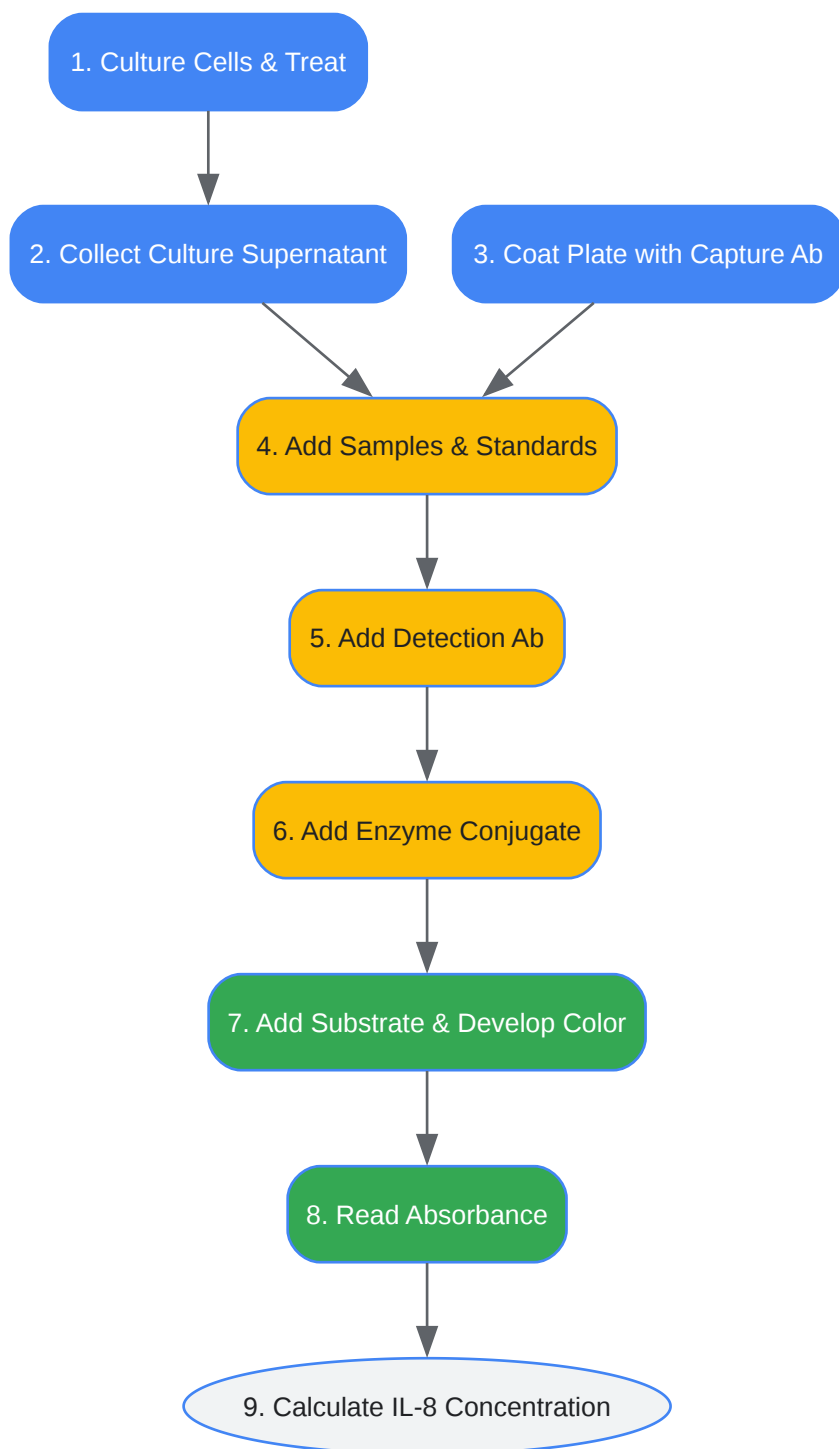 1. Culture Cells & Treat
2. Collect Culture Supernatant
3. Coat Plate with Capture Ab
4. Add Samples & Standards
5. Add Detection Ab
6. Add Enzyme Conjugate
7. Add Substrate & Develop Color
8. Read Absorbance
9. Calculate IL-8 Concentration